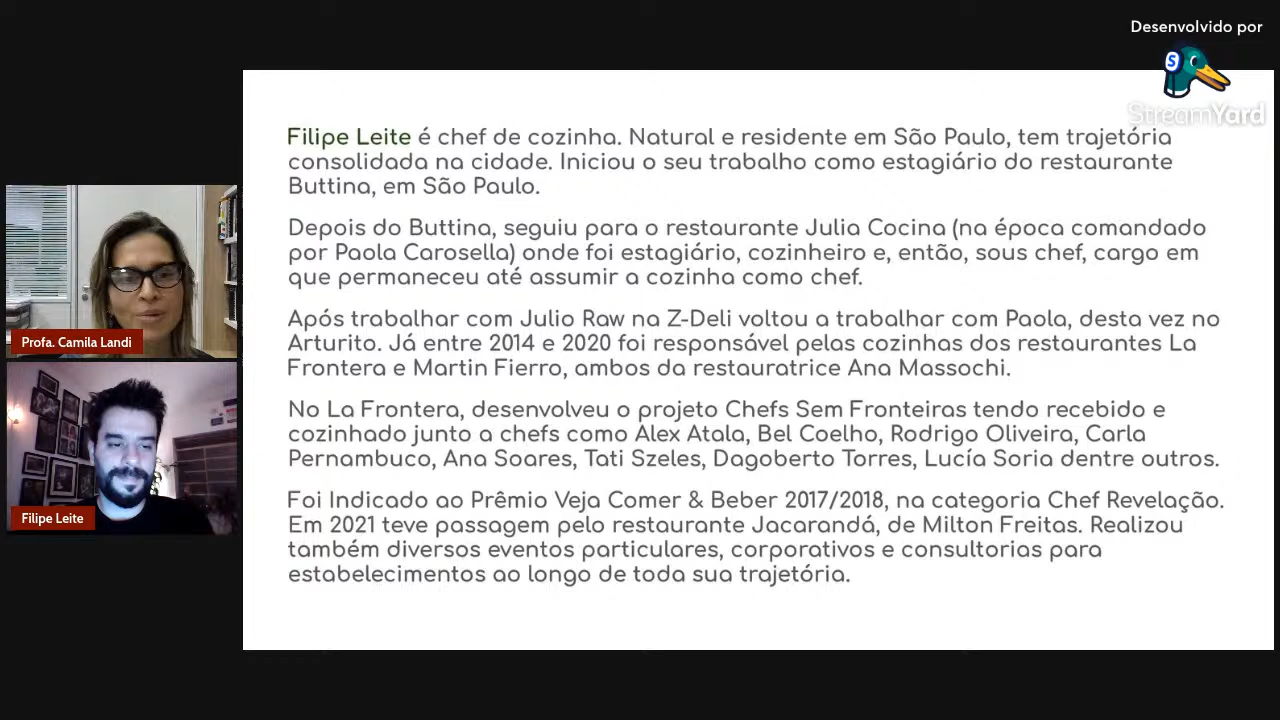 Desenvolvido por
S
StreamYard
Filipe Leite é chef de cozinha. Natural e residente em São Paulo, tem trajetória
consolidada na cidade. Iniciou o seu trabalho como estagiário do restaurante
Buttina, em São Paulo.
Depois do Buttina, seguiu para o restaurante Julia Cocina (na época comandado
por Paola Carosella) onde foi estagiário, cozinheiro e, então, sous chef, cargo em
que permaneceu até assumir a cozinha como chef.
Após trabalhar com Julio Raw na Z-Deli voltou a trabalhar com Paola, desta vez no
Arturito. Já entre 2014 e 2020 foi responsável pelas cozinhas dos restaurantes La
Frontera e Martin Fierro, ambos da restauratrice Ana Massochi.
No La Frontera, desenvolveu o projeto Chefs Sem Fronteiras tendo recebido e
cozinhado junto a chefs como Alex Atala, Bel Coelho, Rodrigo Oliveira, Carla
Pernambuco, Ana Soares, Tati Szeles, Dagoberto Torres, Lucía Soria dentre outros.
Foi Indicado ao Prêmio Veja Comer & Beber 2017/2018, na categoria Chef Revelação.
Em 2021 teve passagem pelo restaurante Jacarandá, de Milton Freitas. Realizou
também diversos eventos particulares, corporativos e consultorias para
estabelecimentos ao longo de toda sua trajetória.
Profa. Camila Landi
Filipe Leite